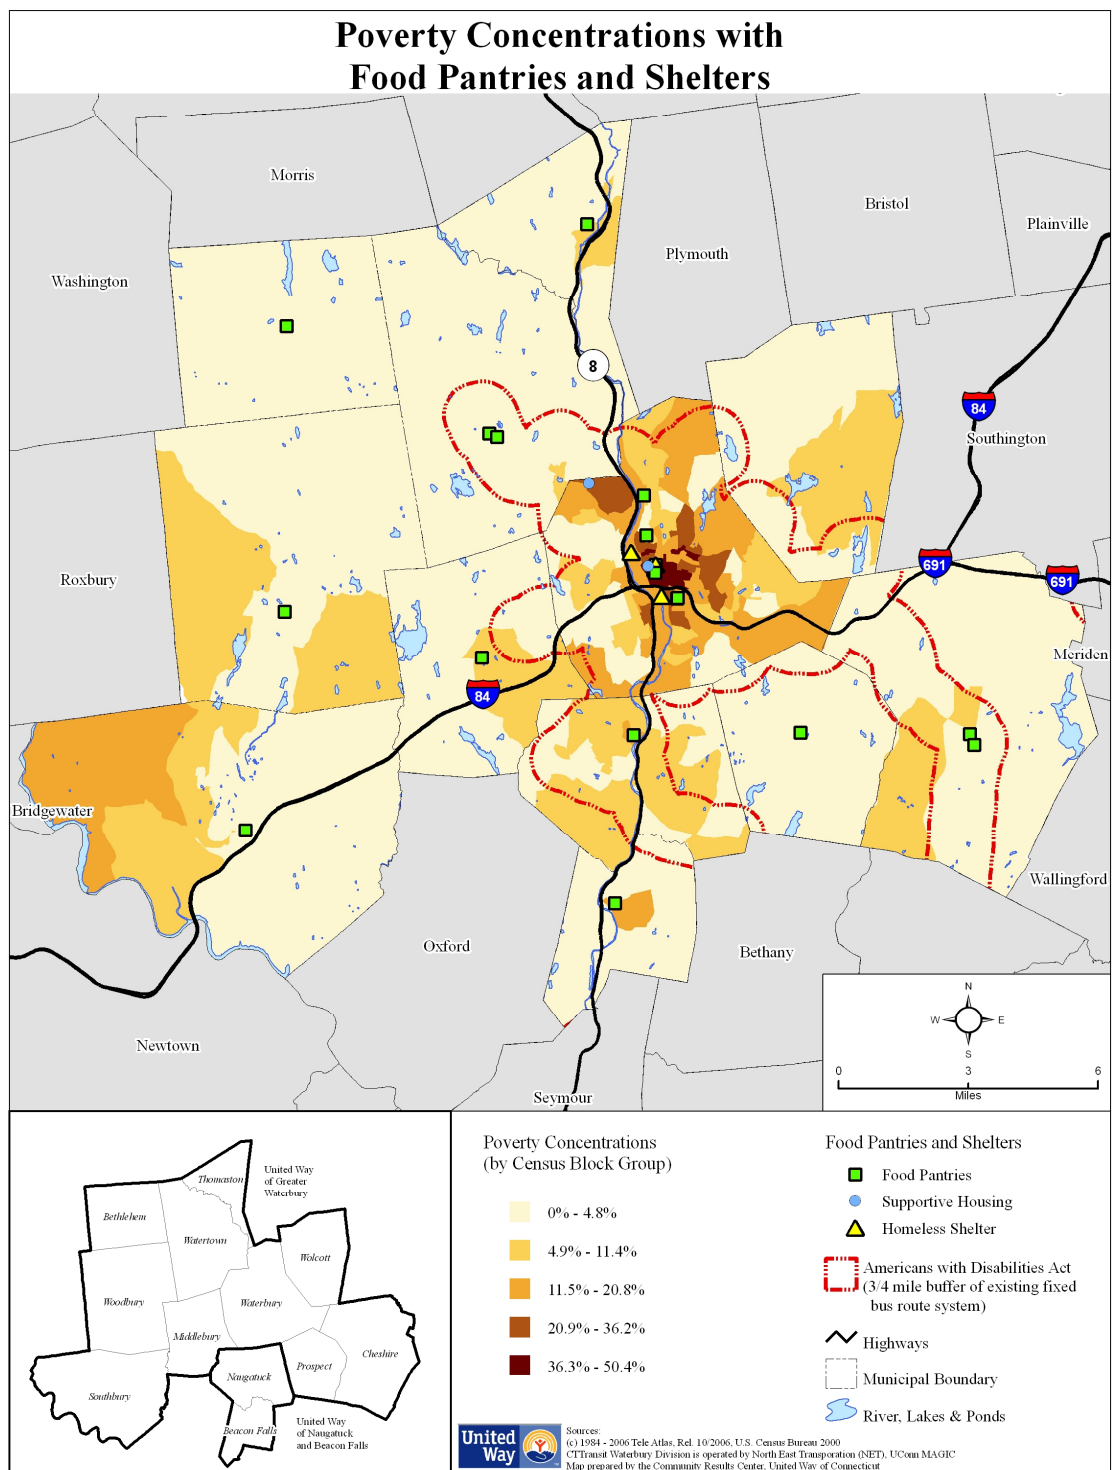 Poverty Concentrations with
Food Pantries and Shelters
Morris
Bristol
Plainville
Plymouth
Washington
8
84
Southington
691
691
Roxbury
Meriden
84
Bridgewater
Wallingford
Oxford
Bethany
Newtown
Seymour
N
W
E
S
0
3
6
Miles
Thomaston
United Way
of Greater
Waterbury
Bethlehem
Watertown
Wolcott
Woodbury
Waterbury
Middlebury
Cheshire
Prospect
Naugatuck
Southbury
Beacon Falls
United Way
of Naugatuck
and Beacon Falls
Poverty Concentrations
(by Census Block Group)
0% - 4.8%
4.9% - 11.4%
11.5% - 20.8%
20.9% - 36.2%
36.3% - 50.4%
Food Pantries and Shelters
Food Pantries
Supportive Housing
Homeless Shelter
Americans with Disabilities Act
(3/4 mile buffer of existing fixed
bus route system)
Highways
Municipal Boundary
River, Lakes & Ponds
United
Way
Sources:
(c) 1984 - 2006 Tele Atlas, Rel. 10/2006, U.S. Census Bureau 2000
CTTransit Waterbury Division is operated by North East Transporation (NET), UConn MAGIC
Map prepared by the Community Results Center, United Way of Connecticut